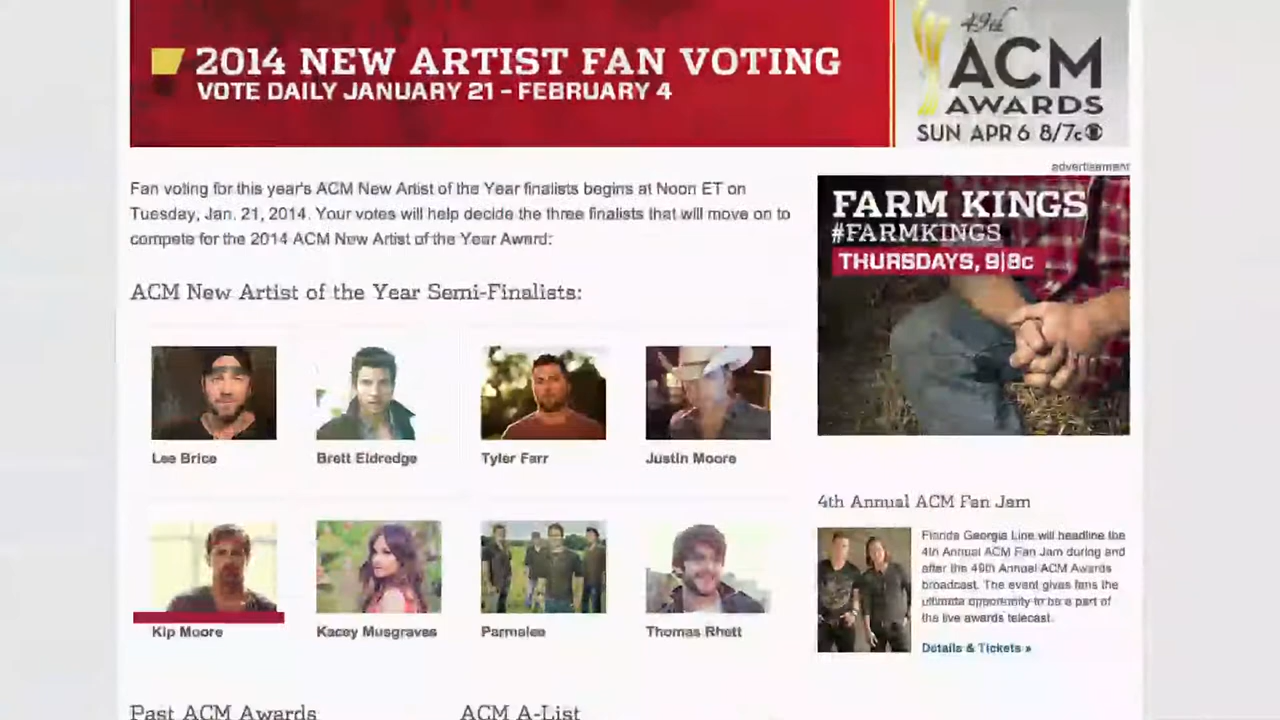 2014 NEW ARTIST FAN VOTING
VOTE DAILY JANUARY 21 - FEBRUARY 4
49th
ACM
AWARDS
SUN APR 6 8/7c
advertisement
Fan voting for this year's ACM New Artist of the Year finalists begins at Noon ET on
Tuesday, Jan. 21, 2014. Your votes will help decide the three finalists that will move on to
compete for the 2014 ACM New Artist of the Year Award:
FARM KINGS
#FARMKINGS
THURSDAYS, 9|8c
ACM New Artist of the Year Semi-Finalists:
Lee Brice
Brett Eldredge
Tyler Farr
Justin Moore
Kip Moore
Kacey Musgraves
Parmalee
Thomas Rhett
4th Annual ACM Fan Jam
Florida Georgia Line will headline the
4th Annual ACM Fan Jam during and
after the 49th Annual ACM Awards
broadcast. The event gives fans the
ultimate opportunity to be a part of
the live awards telecast.
Details & Tickets »
Past ACM Awards
ACM A-List